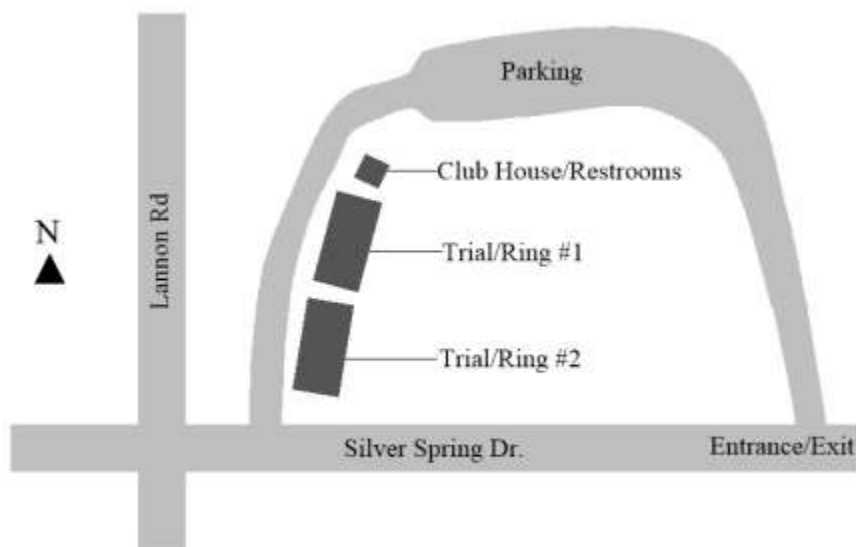 Parking
Club House/Restrooms
Lannon Rd
N
Trial/Ring #1
Trial/Ring #2
Silver Spring Dr.
Entrance/Exit